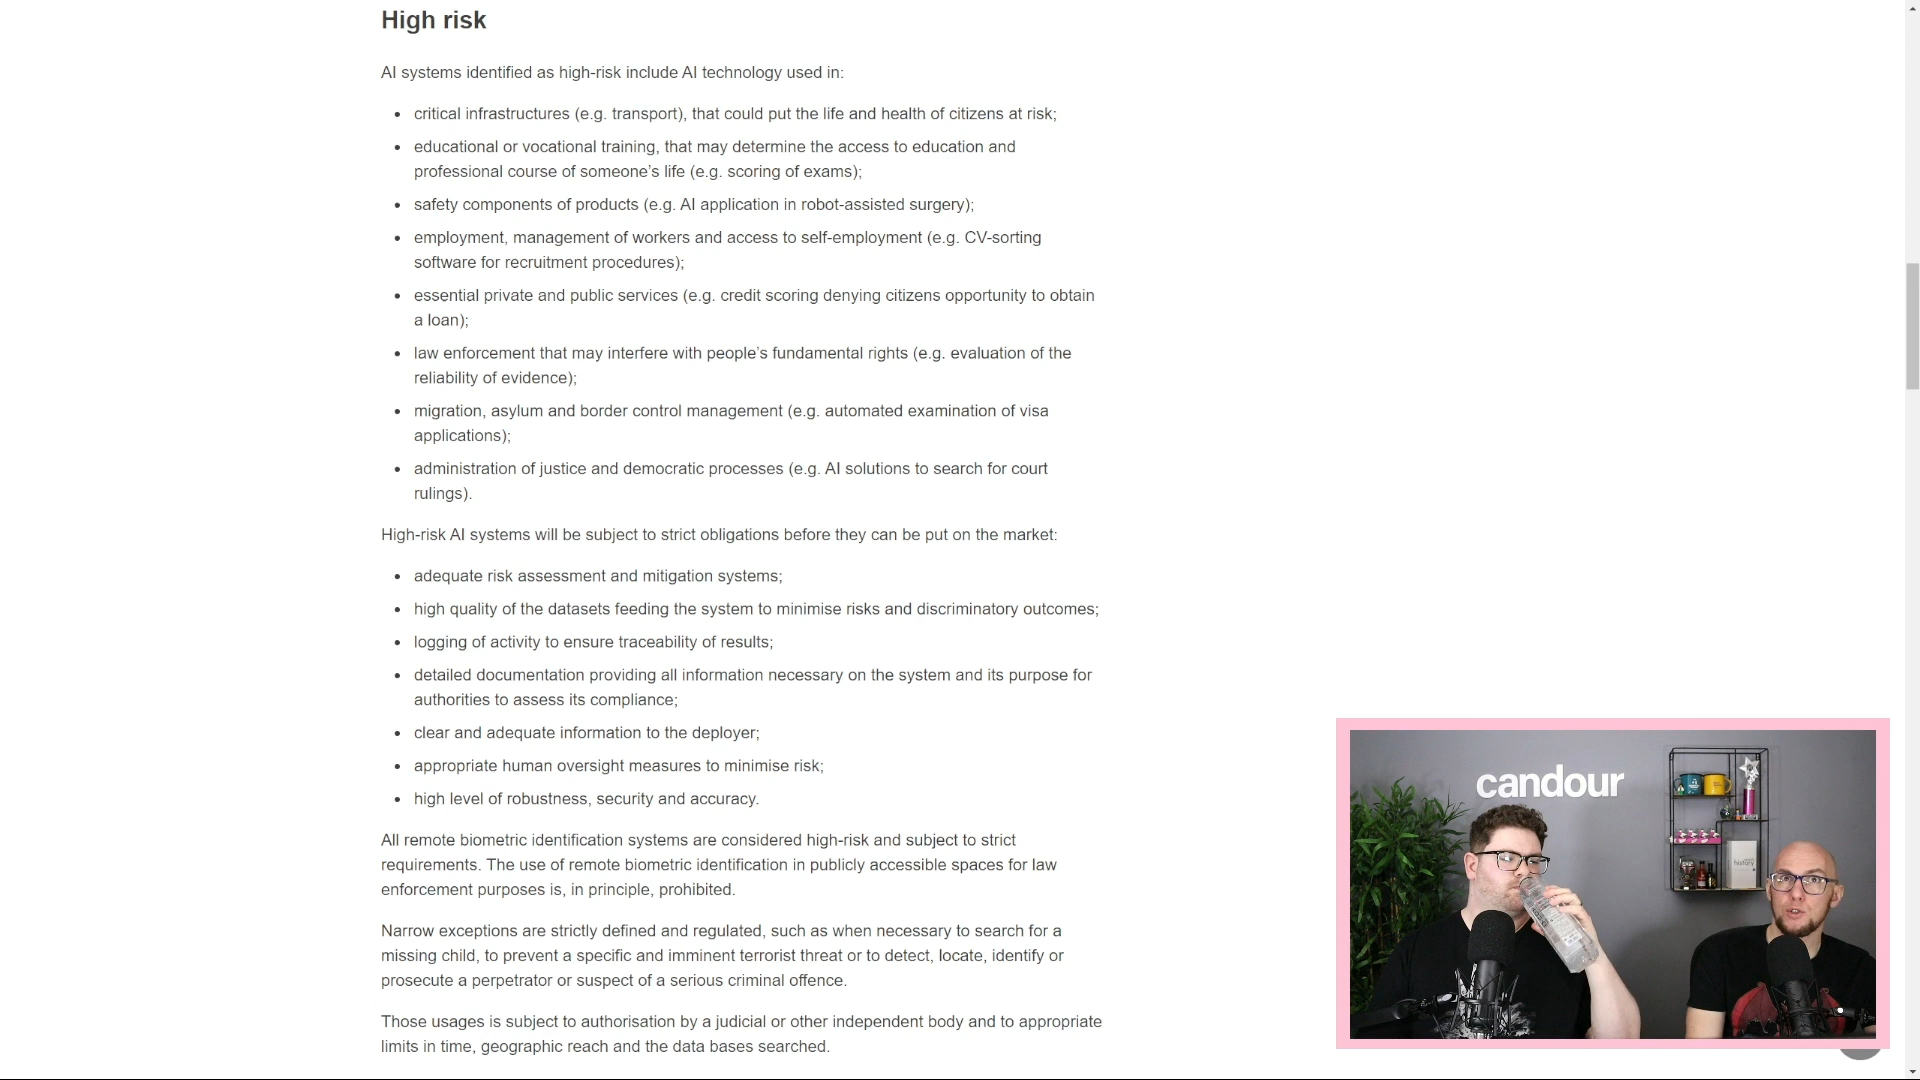 High risk
AI systems identified as high-risk include AI technology used in:
critical infrastructures (e.g. transport), that could put the life and health of citizens at risk;
educational or vocational training, that may determine the access to education and
professional course of someone’s life (e.g. scoring of exams);
safety components of products (e.g. AI application in robot-assisted surgery);
employment, management of workers and access to self-employment (e.g. CV-sorting
software for recruitment procedures);
essential private and public services (e.g. credit scoring denying citizens opportunity to obtain
a loan);
law enforcement that may interfere with people’s fundamental rights (e.g. evaluation of the
reliability of evidence);
migration, asylum and border control management (e.g. automated examination of visa
applications);
administration of justice and democratic processes (e.g. AI solutions to search for court
rulings).
High-risk AI systems will be subject to strict obligations before they can be put on the market:
adequate risk assessment and mitigation systems;
high quality of the datasets feeding the system to minimise risks and discriminatory outcomes;
logging of activity to ensure traceability of results;
detailed documentation providing all information necessary on the system and its purpose for
authorities to assess its compliance;
clear and adequate information to the deployer;
appropriate human oversight measures to minimise risk;
high level of robustness, security and accuracy.
All remote biometric identification systems are considered high-risk and subject to strict
requirements. The use of remote biometric identification in publicly accessible spaces for law
enforcement purposes is, in principle, prohibited.
Narrow exceptions are strictly defined and regulated, such as when necessary to search for a
missing child, to prevent a specific and imminent terrorist threat or to detect, locate, identify or
prosecute a perpetrator or suspect of a serious criminal offence.
Those usages is subject to authorisation by a judicial or other independent body and to appropriate
limits in time, geographic reach and the data bases searched.
candour
history